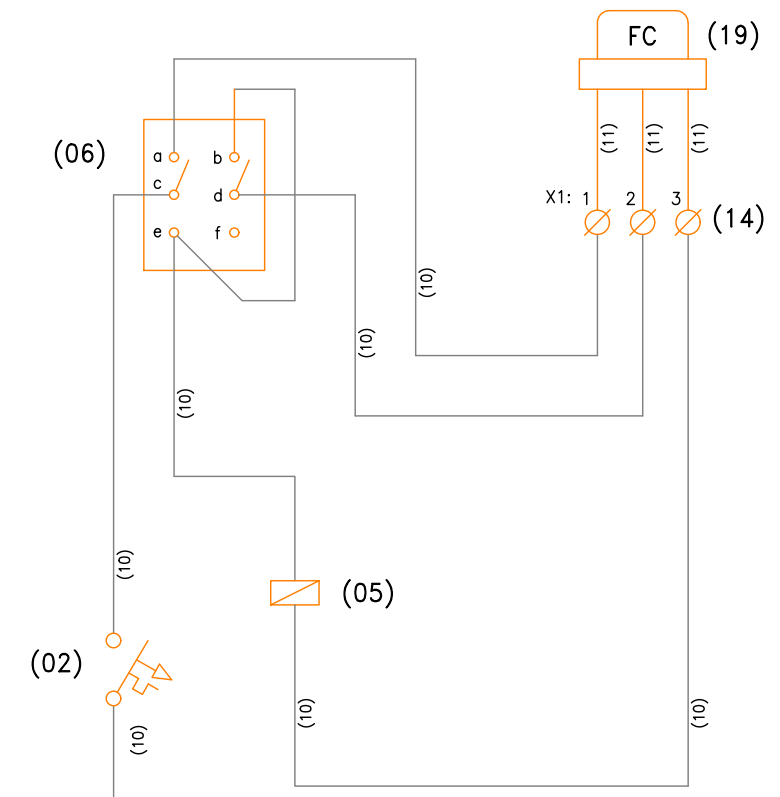 FC (19)
(11) (11) (11)
(06)
a b
c d
e f
X1: 1 2 3 (14)
(10)
(10)
(10)
(10)
(05)
(02)
(10) (10) (10)